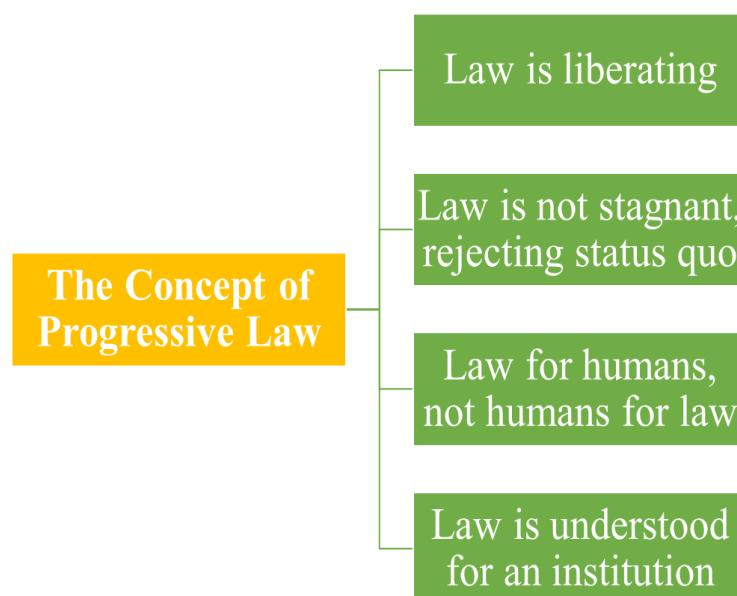 Law is liberating
Law is not stagnant,
rejecting status quo
The Concept of
Progressive Law
Law for humans,
not humans for law
Law is understood
for an institution